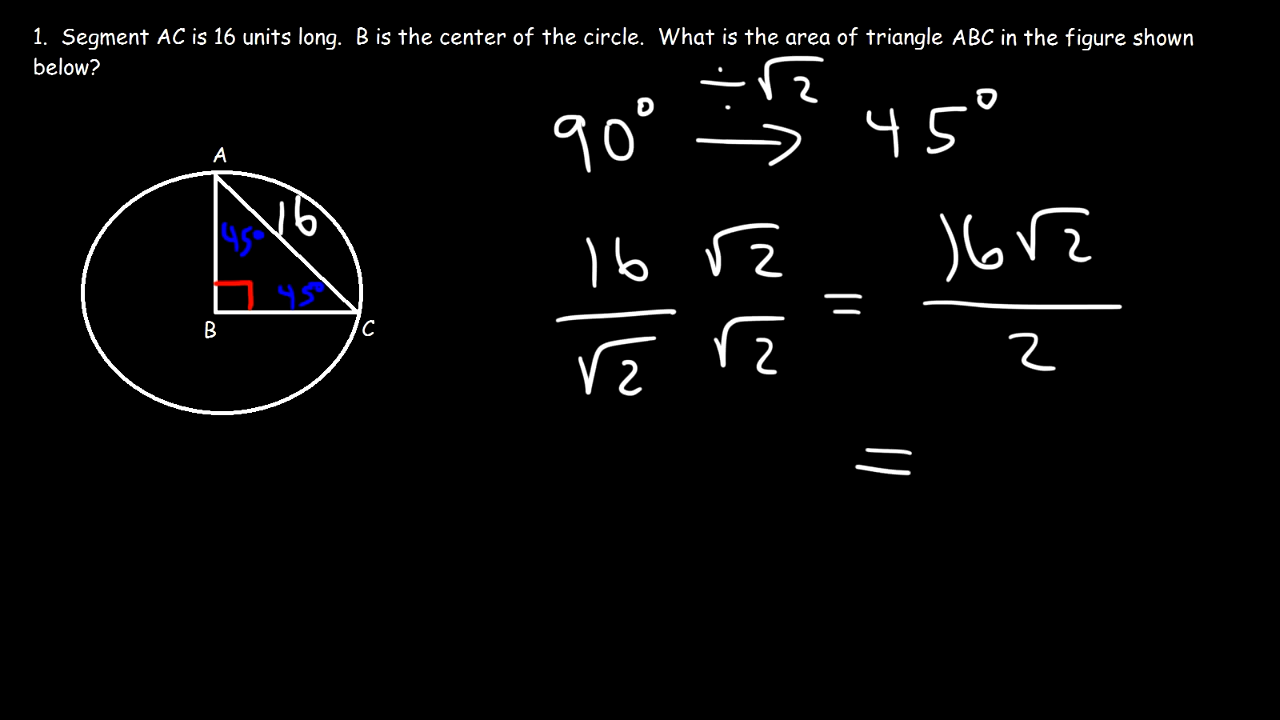 1. Segment AC is 16 units long. B is the center of the circle. What is the area of triangle ABC in the figure shown
below?
÷√2
90° → 45°
A
16
45°
45°
B
C
16/√2 √2/√2 = 16√2/2
=